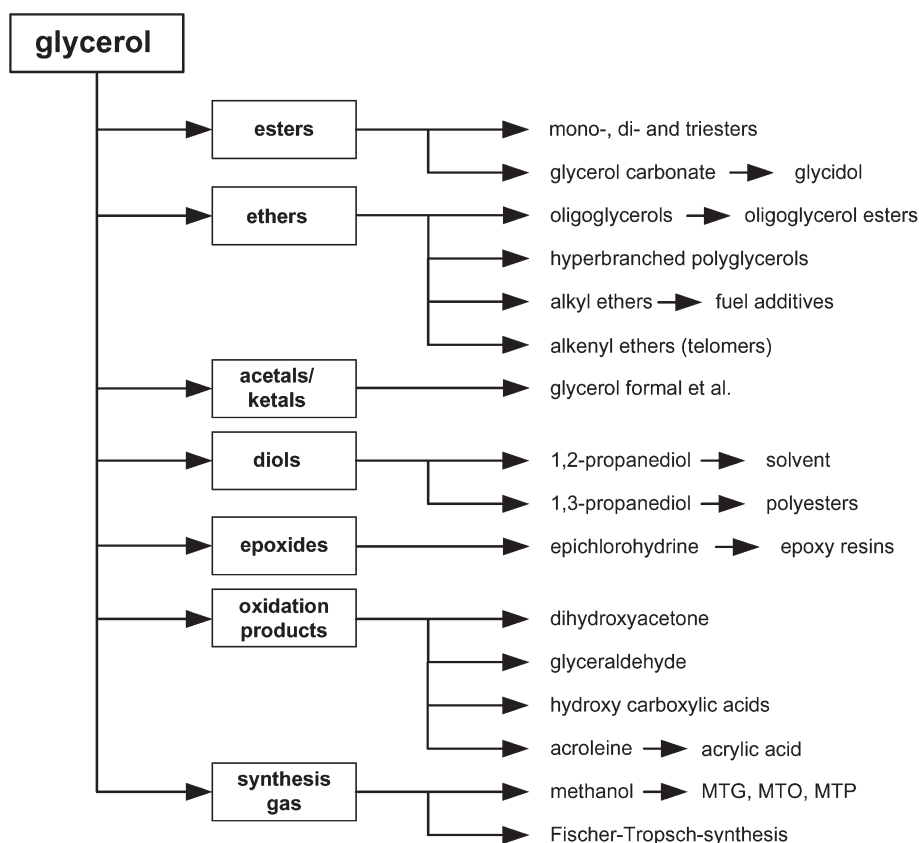 glycerol
esters
mono-, di- and triesters
glycerol carbonate
glycidol
ethers
oligoglycerols
oligoglycerol esters
hyperbranched polyglycerols
alkyl ethers
fuel additives
alkenyl ethers (telomers)
acetals/
ketals
glycerol formal et al.
diols
1,2-propanediol
solvent
1,3-propanediol
polyesters
epoxides
epichlorohydrine
epoxy resins
oxidation
products
dihydroxyacetone
glyceraldehyde
hydroxy carboxylic acids
acroleine
acrylic acid
synthesis
gas
methanol
MTG, MTO, MTP
Fischer-Tropsch-synthesis